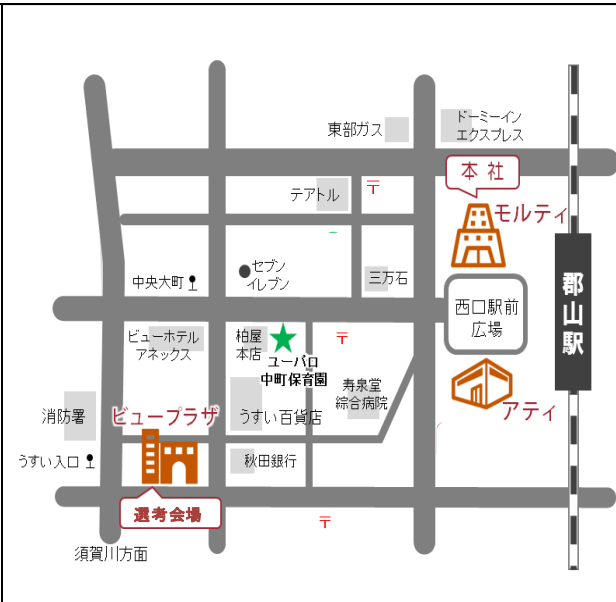 東部ガス
ドーミーイン
エクスプレス
本社
テアトル
〒
モルティ
セブン
イレブン
中央大町
三万石
西口駅前
広場
郡山駅
ビューホテル
アネックス
柏屋
本店
〒
ユーパロ
中町保育園
寿泉堂
綜合病院
アティ
消防署
ビュープラザ
うすい百貨店
うすい入口
秋田銀行
選考会場
〒
須賀川方面